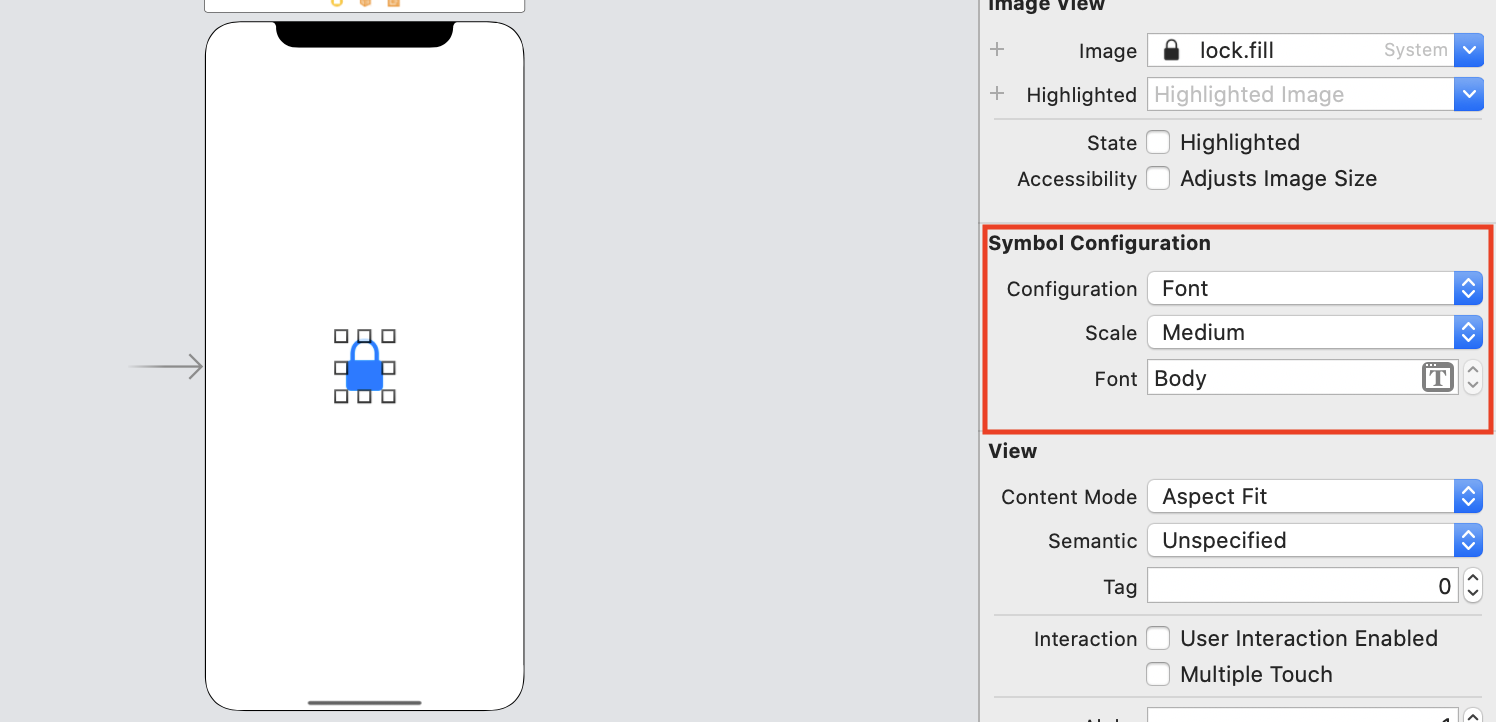 Image View
Image lock.fill System
Highlighted Highlighted Image
State Highlighted
Accessibility Adjusts Image Size
Symbol Configuration
Configuration Font
Scale Medium
Font Body T
View
Content Mode Aspect Fit
Semantic Unspecified
Tag 0
Interaction User Interaction Enabled
Multiple Touch